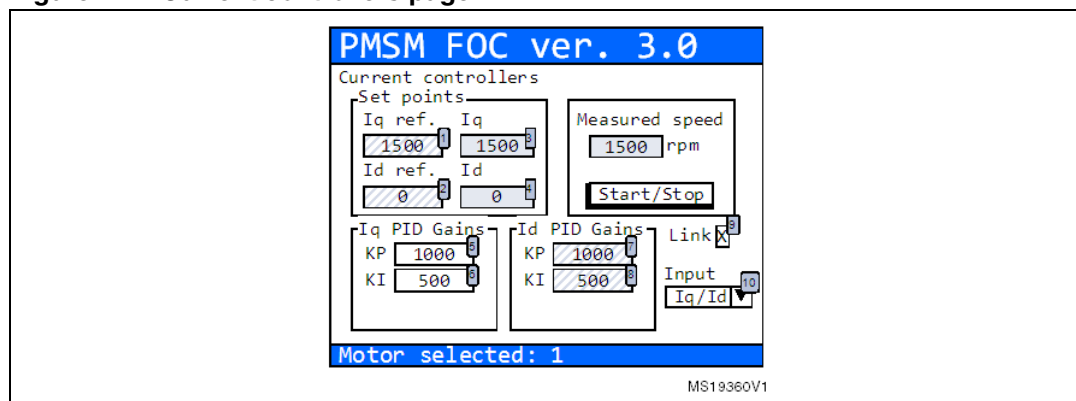 PMSM FOC ver. 3.0
Current controllers
Set points
Iq ref. Iq
1500 1 1500 3
Id ref. Id
0 2 0 4
Measured speed
1500 rpm
Start/Stop
Iq PID Gains
KP 1000 5
KI 500 6
Id PID Gains
KP 1000 7
KI 500 8
Link X 9
Input
Iq/Id 10
Motor selected: 1
MS19360V1